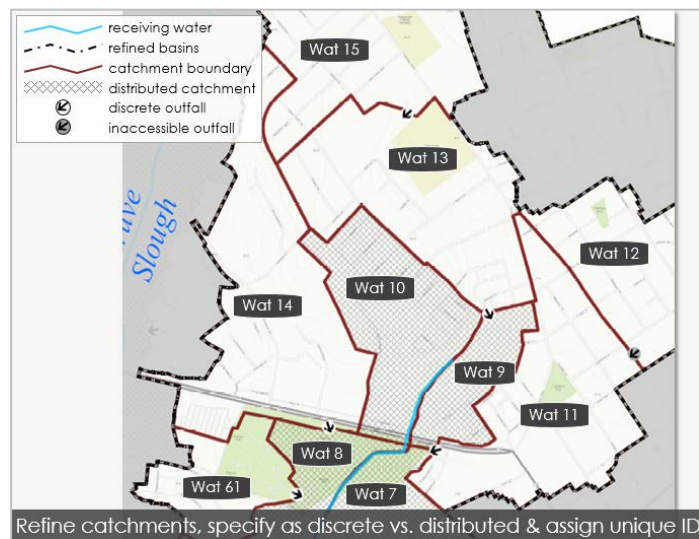 receiving water
refined basins
catchment boundary
distributed catchment
discrete outfall
inaccessible outfall
Wat 15
Wat 13
Wat 12
Wat 10
Wat 14
Wat 9
Wat 11
Wat 8
Wat 61
Wat 7
Slough
Refine catchments, specify as discrete vs. distributed & assign unique ID